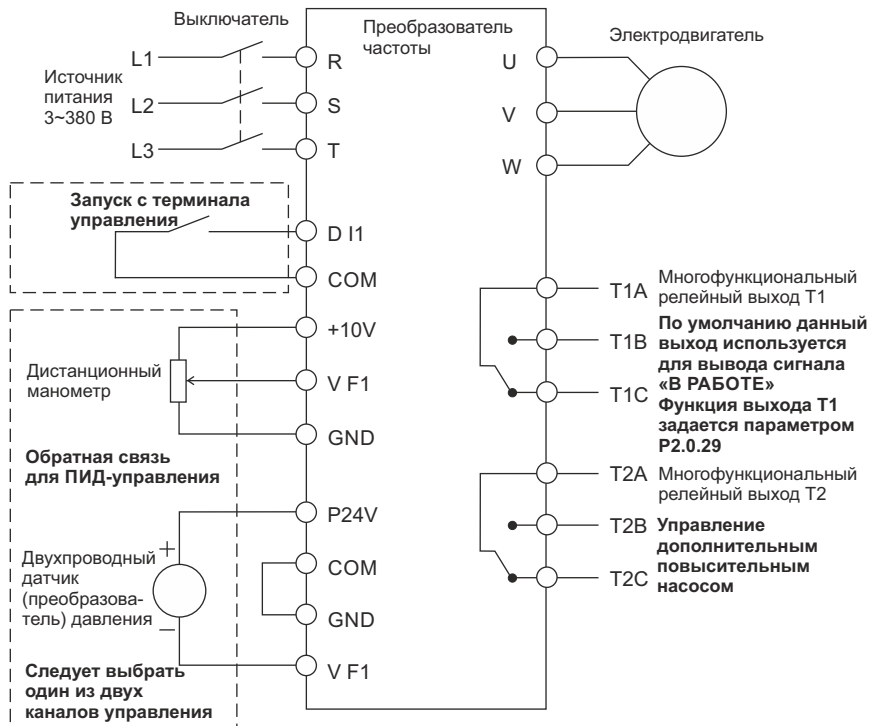 Выключатель
Преобразователь
частоты
Электродвигатель
Источник
питания
3~380 В
L1
L2
L3
R
S
T
U
V
W
Запуск с терминала
управления
D I1
COM
+10V
V F1
GND
Дистанционный
манометр
Обратная связь
для ПИД-управления
P24V
COM
GND
V F1
Двухпроводный
датчик
(преобразова-
тель) давления
+
–
Следует выбрать
один из двух
каналов управления
T1A
T1B
T1C
Многофункциональный
релейный выход T1
По умолчанию данный
выход используется
для вывода сигнала
«В РАБОТЕ»
Функция выхода T1
задается параметром
P2.0.29
T2A
T2B
T2C
Многофункциональный
релейный выход T2
Управление
дополнительным
повысительным
насосом